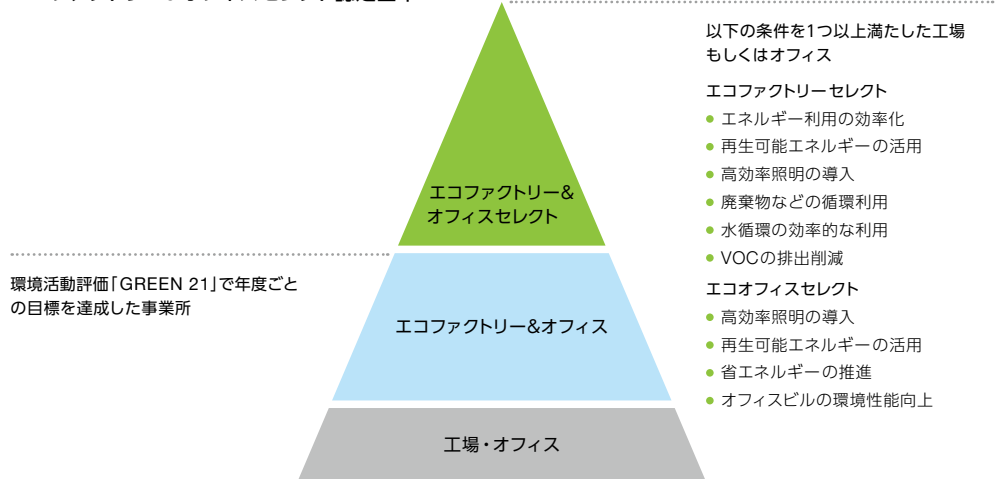 以下の条件を1つ以上満たした工場
もしくはオフィス
エコファクトリーセレクト
● エネルギー利用の効率化
● 再生可能エネルギーの活用
● 高効率照明の導入
● 廃棄物などの循環利用
● 水循環の効率的な利用
● VOCの排出削減
エコオフィスセレクト
● 高効率照明の導入
● 再生可能エネルギーの活用
● 省エネルギーの推進
● オフィスビルの環境性能向上
エコファクトリー&
オフィスセレクト
環境活動評価「GREEN 21」で年度ごと
の目標を達成した事業所
エコファクトリー&オフィス
工場・オフィス